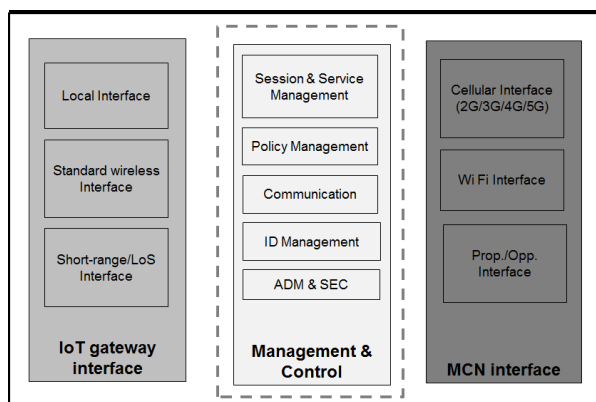 Local Interface
Standard wireless
Interface
Short-range/LoS
Interface
IoT gateway
interface
Session & Service
Management
Policy Management
Communication
ID Management
ADM & SEC
Management &
Control
Cellular Interface
(2G/3G/4G/5G)
Wi Fi Interface
Prop./Opp.
Interface
MCN interface